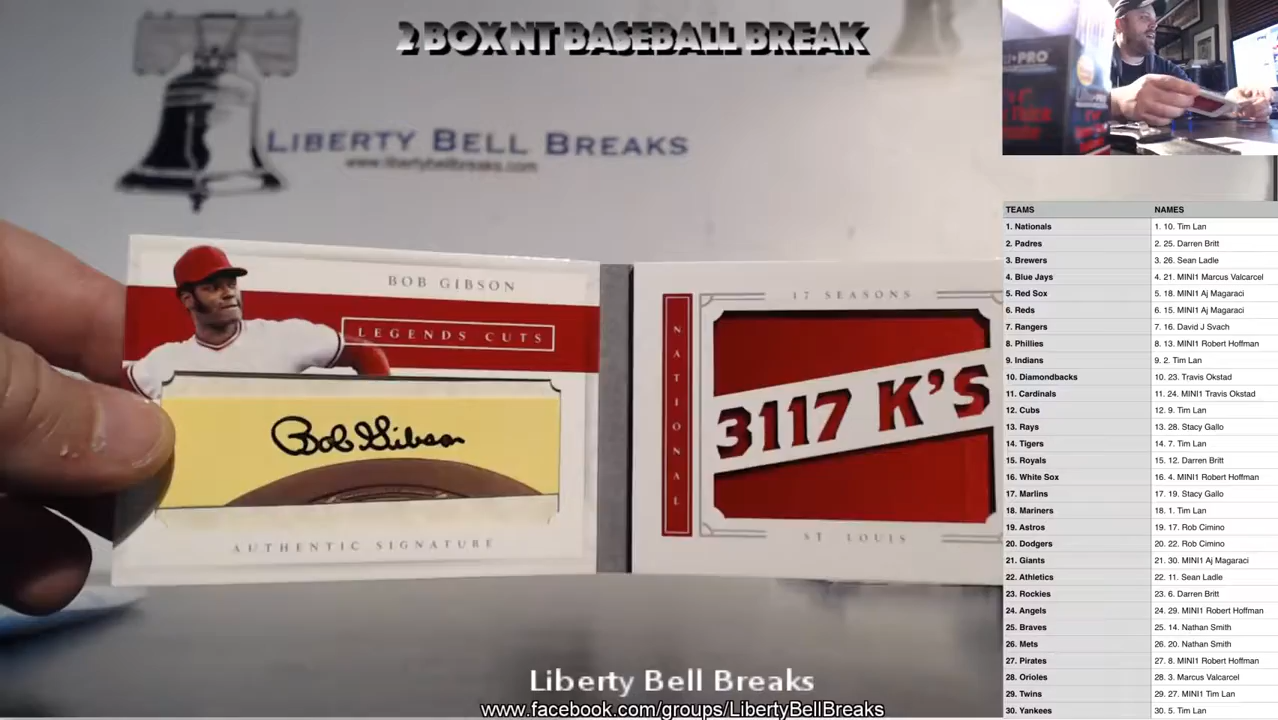 2 BOX NT BASEBALL BREAK
LIBERTY BELL BREAKS
www.libertybellbreaks.com
BOB GIBSON
LEGENDS CUTS
Bob Gibson
AUTHENTIC SIGNATURE
NATIONAL
17 SEASONS
3117 K'S
ST. LOUIS
Liberty Bell Breaks
www.facebook.com/groups/LibertyBellBreaks
PRO
TEAMS NAMES
1. Nationals 1. 10. Tim Lan
2. Padres 2. 25. Darren Britt
3. Brewers 3. 26. Sean Ladle
4. Blue Jays 4. 21. MINI1 Marcus Valcarcel
5. Red Sox 5. 18. MINI1 Aj Magaraci
6. Reds 6. 15. MINI1 Aj Magaraci
7. Rangers 7. 16. David J Svach
8. Phillies 8. 13. MINI1 Robert Hoffman
9. Indians 9. 2. Tim Lan
10. Diamondbacks 10. 23. Travis Okstad
11. Cardinals 11. 24. MINI1 Travis Okstad
12. Cubs 12. 9. Tim Lan
13. Rays 13. 28. Stacy Gallo
14. Tigers 14. 7. Tim Lan
15. Royals 15. 12. Darren Britt
16. White Sox 16. 4. MINI1 Robert Hoffman
17. Marlins 17. 19. Stacy Gallo
18. Mariners 18. 1. Tim Lan
19. Astros 19. 17. Rob Cimino
20. Dodgers 20. 22. Rob Cimino
21. Giants 21. 30. MINI1 Aj Magaraci
22. Athletics 22. 11. Sean Ladle
23. Rockies 23. 6. Darren Britt
24. Angels 24. 29. MINI1 Robert Hoffman
25. Braves 25. 14. Nathan Smith
26. Mets 26. 20. Nathan Smith
27. Pirates 27. 8. MINI1 Robert Hoffman
28. Orioles 28. 3. Marcus Valcarcel
29. Twins 29. 27. MINI1 Tim Lan
30. Yankees 30. 5. Tim Lan